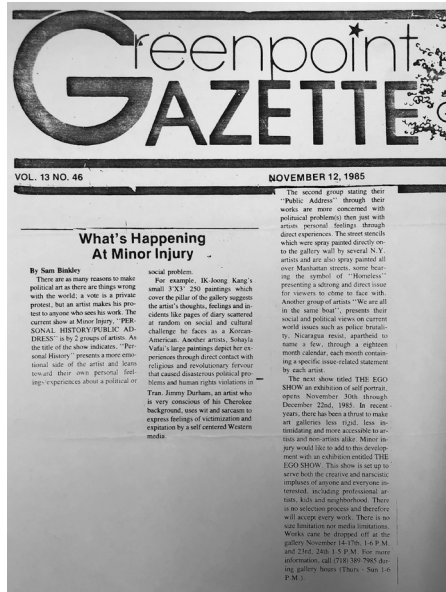 Greenpoint
GAZETTE
VOL. 13 NO. 46
NOVEMBER 12, 1985
What's Happening
At Minor Injury
By Sam Binkley
There are many reasons to make
political art as there are things wrong
with the world; a vote is a private
protest, but an artist makes his pro-
test to anyone who sees his work. The
current show at Minor Injury, "PER-
SONAL HISTORY/PUBLIC AD-
DRESS" is by 2 groups of artists. As
the title of the show indicates, "Per-
sonal History" presents a more emo-
tional side of the artist and leans
toward their own personal feel-
ings/experiences about a political or
social problem.
For example, IK-Joong Kang's
small 3'X3' 250 paintings which
cover the pillar of the gallery suggests
the artist's thoughts, feelings and in-
cidents like pages of diary scattered
at random on social and cultural
challenge he faces as a Korean-
American. Another artists, Sohayla
Vafai's large paintings depict her ex-
periences through direct contact with
religious and revolutionary fervour
that caused disasterous political pro-
blems and human rights violations in
Tran. Jimmy Durham, an artist who
is very conscious of his Cherokee
background, uses wit and sarcasm to
express feelings of victimization and
expitation by a self centered Western
media
The second group stating their
"Public Address" through their
works are more concerned with
politusical problem(s) then just with
artists personal feelings through
direct experiences. The street stencils
which were spray painted directly on-
to the gallery wall by several N.Y.
artists and are also spray painted all
over Manhattan streets, some bear-
ing the symbol of "Homeless"
presenting a strong and direct issue
for viewers to come to face with.
Another group of artists "We are all
in the same boat", presents their
social and political views on current
world issues such as police brutali-
ty, Nicaragua resist, apartheid to
name a few, through a eighteen
month calendar, each month contain-
ing a specific issue-related statement
by each artist.
The next show titled THE EGO
SHOW an exhibition of self portrait,
opens November 30th through
December 22nd, 1985. In recent
years, there has been a thrust to make
art galleries less rigid, less in-
timidating and more accessible to ar-
tists and non-artists alike. Minor in-
jury would like to add to this develop-
ment with an exhibition entitled THE
EGO SHOW. This show is set up to
serve both the creative and narscistic
impluses of anyone and everyone in-
terested, including professional ar-
tists, kids and neighborhood. There
is no selection process and therefore
will accept every work. There is no
size limitation nor media limitations.
Works can be dropped off at the
gallery November 14-17th, 1-6 P.M.
and 23rd, 24th 1-5 P.M. For more
information, call (718) 389-7985 dur-
ing gallery hours (Thurs - Sun 1-6
P.M.)